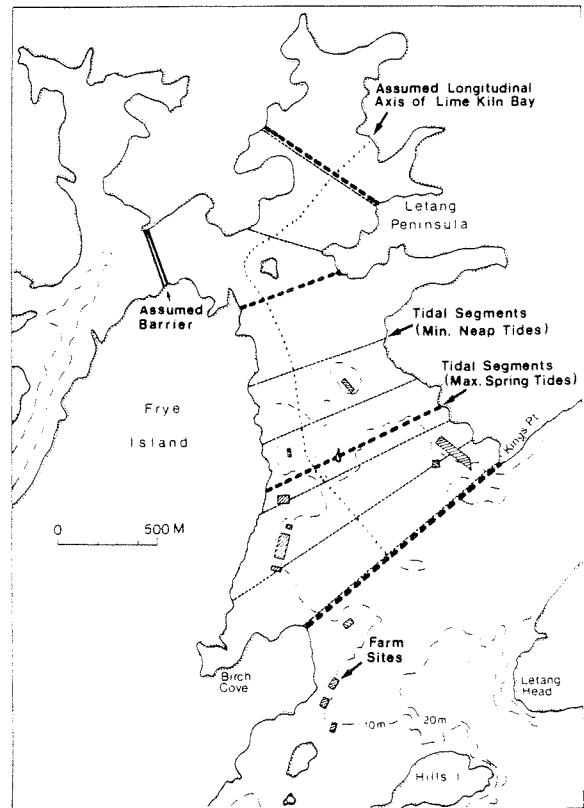 Assumed Longitudinal
Axis of Lime Kiln Bay
Letang
Peninsula
Assumed
Barrier
Tidal Segments
(Min. Neap Tides)
Tidal Segments
(Max. Spring Tides)
Frye
Island
Kings Pt
0 500 M
Birch
Cove
Farm
Sites
Letang
Head
10m 20m
Hills I